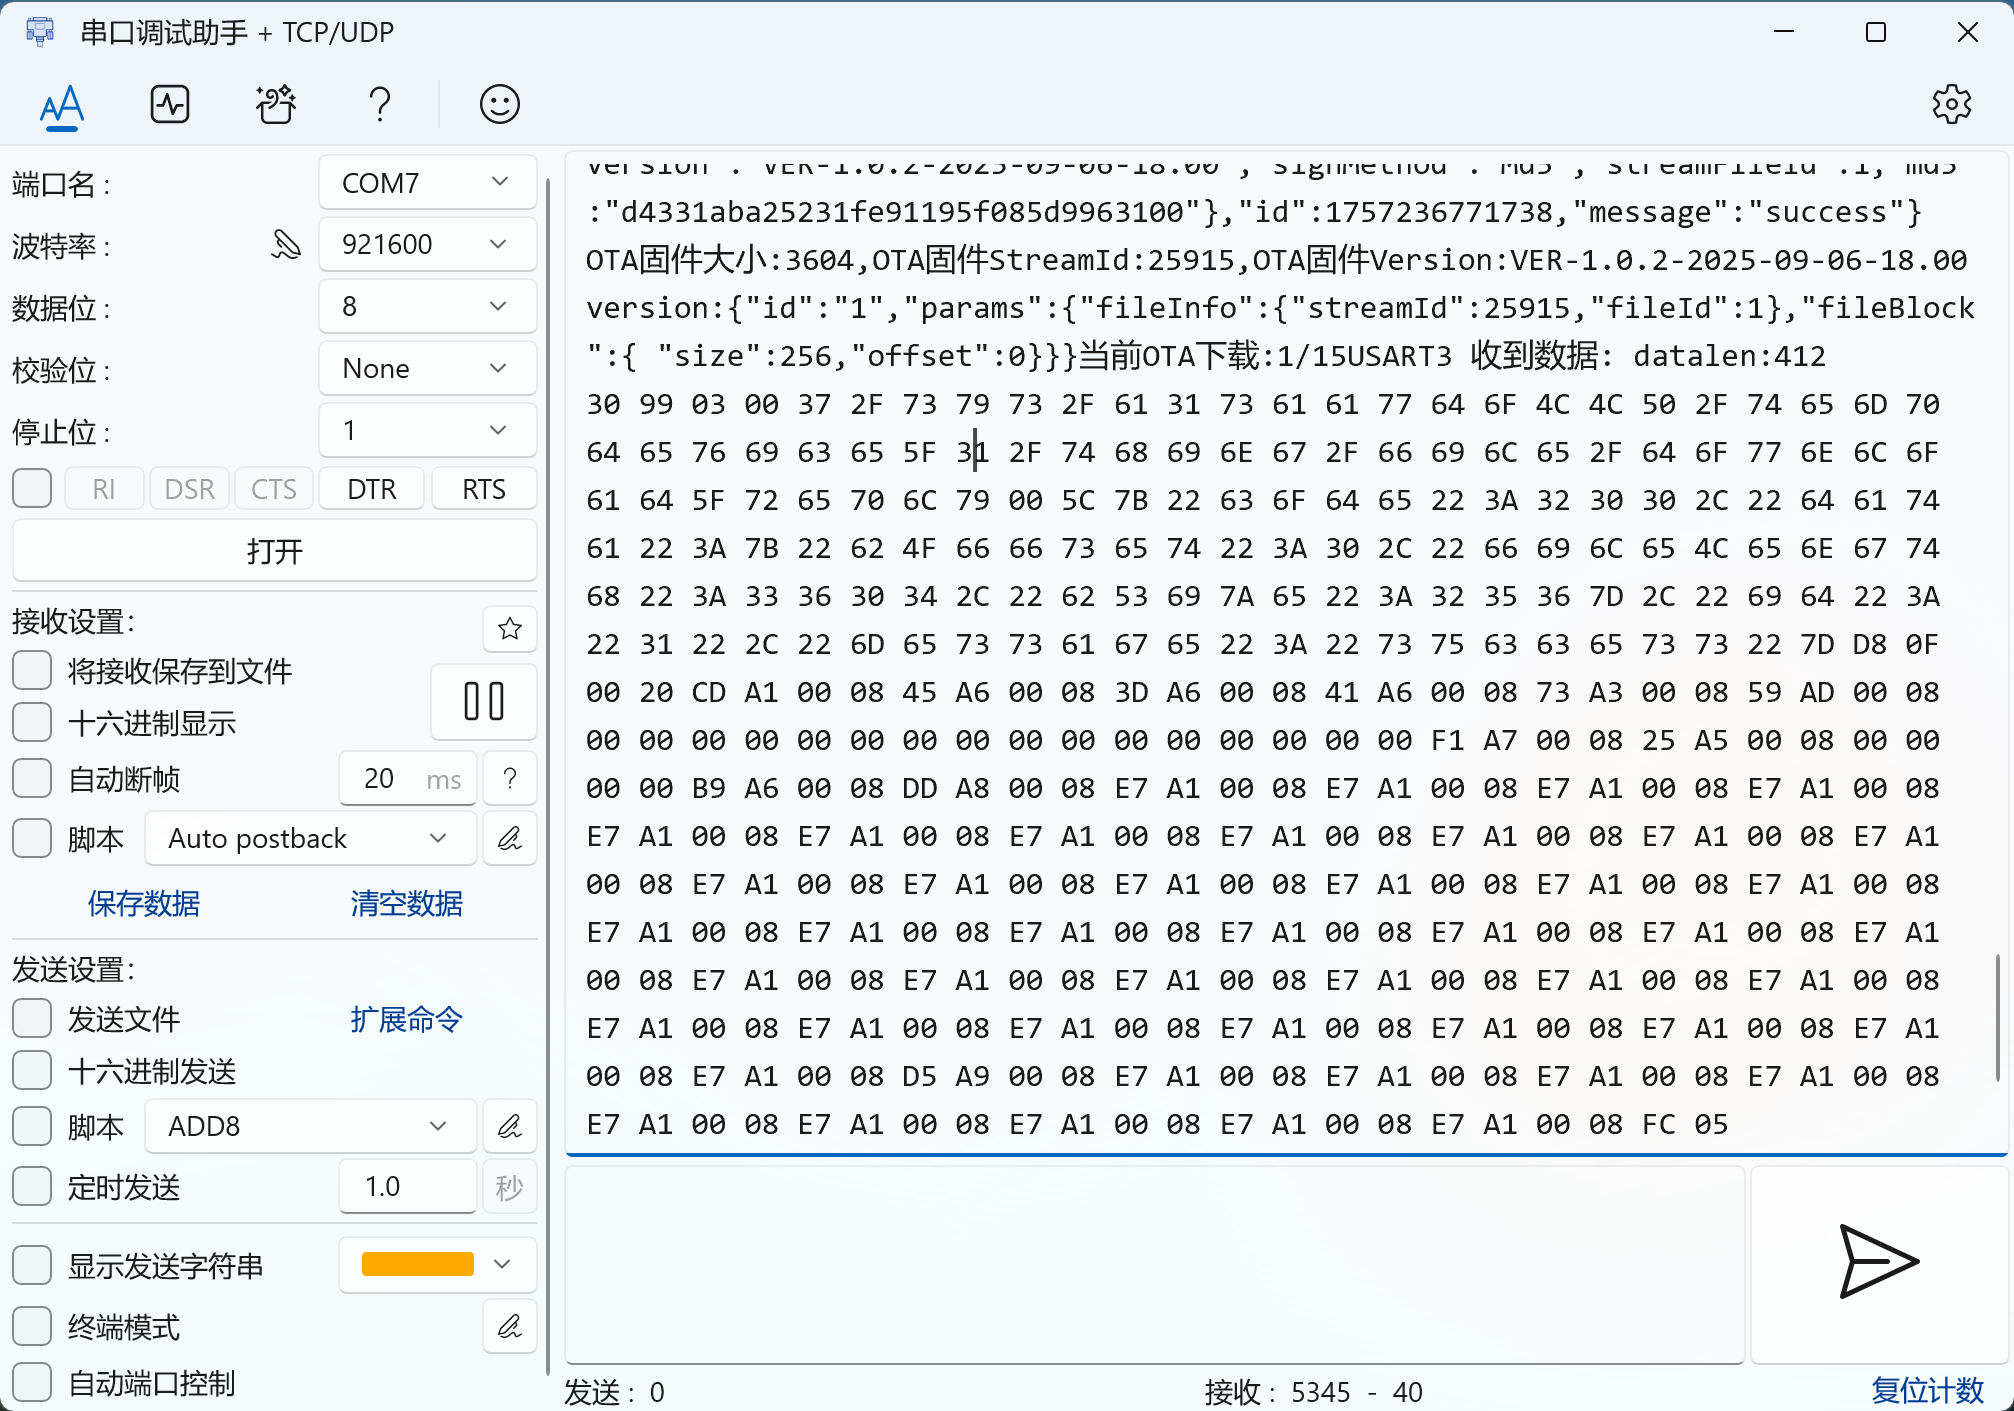 串口调试助手 + TCP/UDP
端口名 :
COM7
波特率 :
921600
数据位 :
8
校验位 :
None
停止位 :
1
RI DSR CTS DTR RTS
打开
接收设置:
将接收保存到文件
十六进制显示
自动断帧
20 ms
?
脚本
Auto postback
保存数据
清空数据
发送设置:
发送文件
扩展命令
十六进制发送
脚本
ADD8
定时发送
1.0
秒
显示发送字符串
终端模式
自动端口控制
version":"VER-1.0.2-2025-09-06-18.00","signMethod":"Md5","streamFileId":1,"md5
:"d4331aba25231fe91195f085d9963100"},"id":1757236771738,"message":"success"}
OTA固件大小:3604,OTA固件StreamId:25915,OTA固件Version:VER-1.0.2-2025-09-06-18.00
version:{"id":"1","params":{"fileInfo":{"streamId":25915,"fileId":1},"fileBlock
":{ "size":256,"offset":0}}}当前OTA下载:1/15USART3 收到数据: datalen:412
30 99 03 00 37 2F 73 79 73 2F 61 31 73 61 61 77 64 6F 4C 4C 50 2F 74 65 6D 70
64 65 76 69 63 65 5F 31 2F 74 68 69 6E 67 2F 66 69 6C 65 2F 64 6F 77 6E 6C 6F
61 64 5F 72 65 70 6C 79 00 5C 7B 22 63 6F 64 65 22 3A 32 30 30 2C 22 64 61 74
61 22 3A 7B 22 62 4F 66 66 73 65 74 22 3A 30 2C 22 66 69 6C 65 4C 65 6E 67 74
68 22 3A 33 36 30 34 2C 22 62 53 69 7A 65 22 3A 32 35 36 7D 2C 22 69 64 22 3A
22 31 22 2C 22 6D 65 73 73 61 67 65 22 3A 22 73 75 63 63 65 73 73 22 7D D8 0F
00 20 CD A1 00 08 45 A6 00 08 3D A6 00 08 41 A6 00 08 73 A3 00 08 59 AD 00 08
00 00 00 00 00 00 00 00 00 00 00 00 00 00 00 00 F1 A7 00 08 25 A5 00 08 00 00
00 00 B9 A6 00 08 DD A8 00 08 E7 A1 00 08 E7 A1 00 08 E7 A1 00 08 E7 A1 00 08
E7 A1 00 08 E7 A1 00 08 E7 A1 00 08 E7 A1 00 08 E7 A1 00 08 E7 A1 00 08 E7 A1
00 08 E7 A1 00 08 E7 A1 00 08 E7 A1 00 08 E7 A1 00 08 E7 A1 00 08 E7 A1 00 08
E7 A1 00 08 E7 A1 00 08 E7 A1 00 08 E7 A1 00 08 E7 A1 00 08 E7 A1 00 08 E7 A1
00 08 E7 A1 00 08 E7 A1 00 08 E7 A1 00 08 E7 A1 00 08 E7 A1 00 08 E7 A1 00 08
E7 A1 00 08 E7 A1 00 08 E7 A1 00 08 E7 A1 00 08 E7 A1 00 08 E7 A1 00 08 E7 A1
00 08 E7 A1 00 08 D5 A9 00 08 E7 A1 00 08 E7 A1 00 08 E7 A1 00 08 E7 A1 00 08
E7 A1 00 08 E7 A1 00 08 E7 A1 00 08 E7 A1 00 08 E7 A1 00 08 FC 05
发送 : 0
接收 : 5345 - 40
复位计数